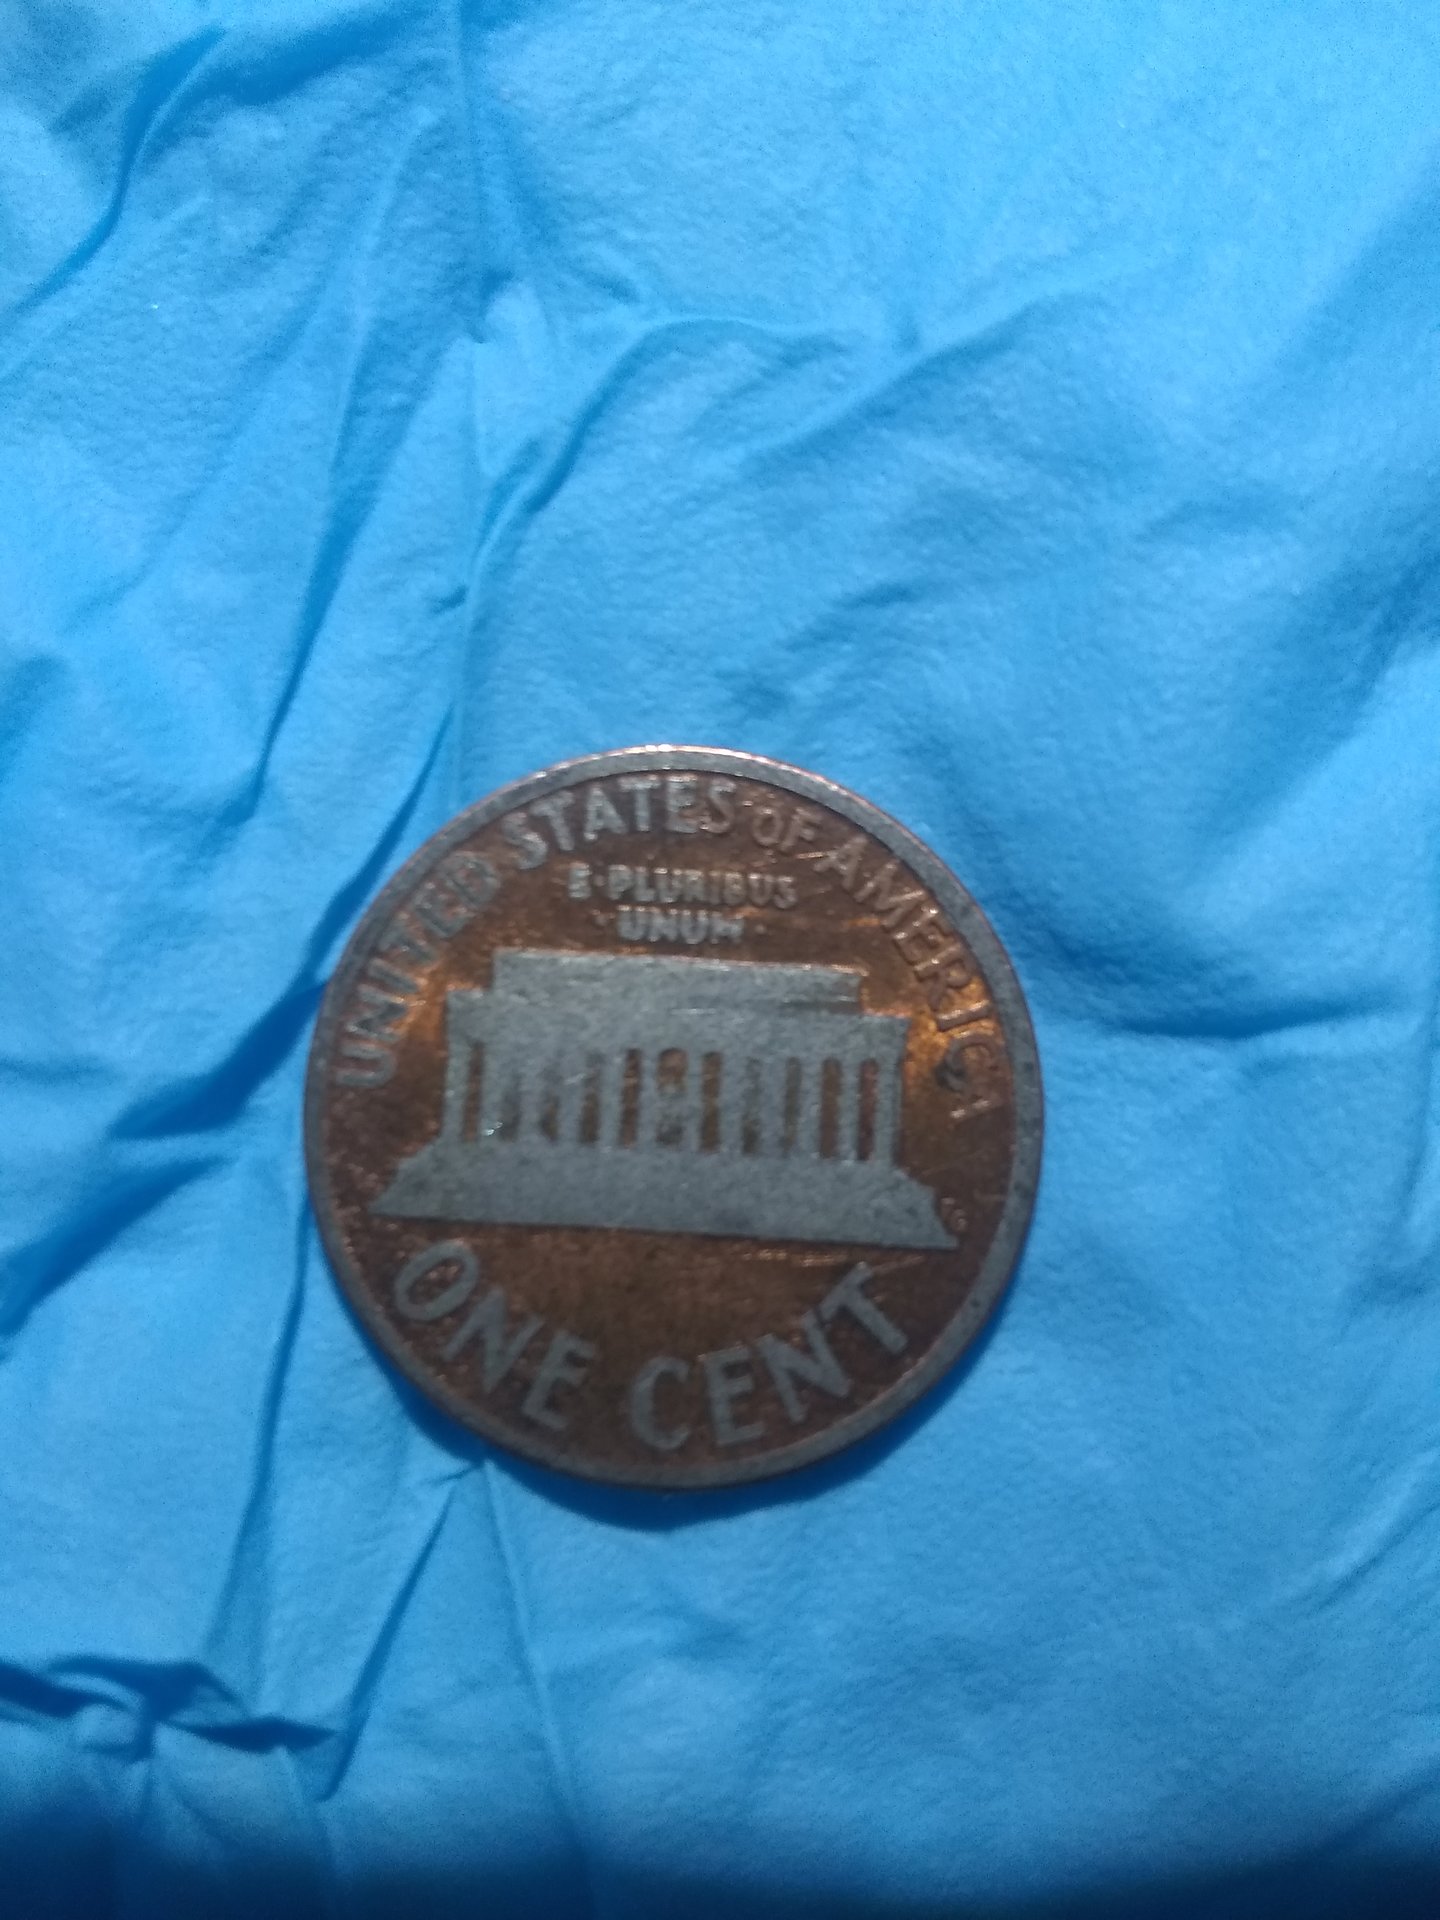 UNITED STATES OF AMERICA
E·PLURIBUS
UNUM
ONE CENT